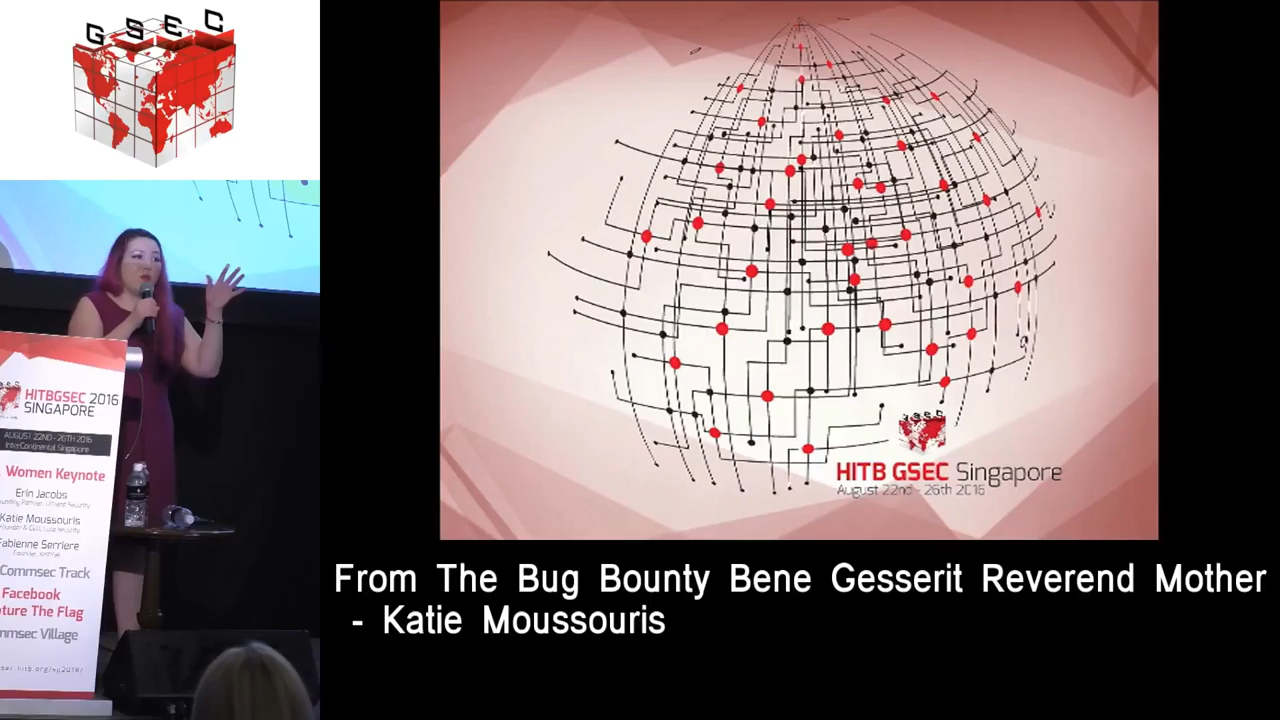 G S E C
HITBGSEC 2016
SINGAPORE
AUGUST 22ND - 26TH 2016
InterContinental Singapore
Women Keynote
Erin Jacobs
Katie Moussouris
Fabienne Serriere
Commsec Track
Facebook
ture The Flag
Village
HITB GSEC Singapore
August 22nd - 26th 2016
From The Bug Bounty Bene Gesserit Reverend Mother
- Katie Moussouris